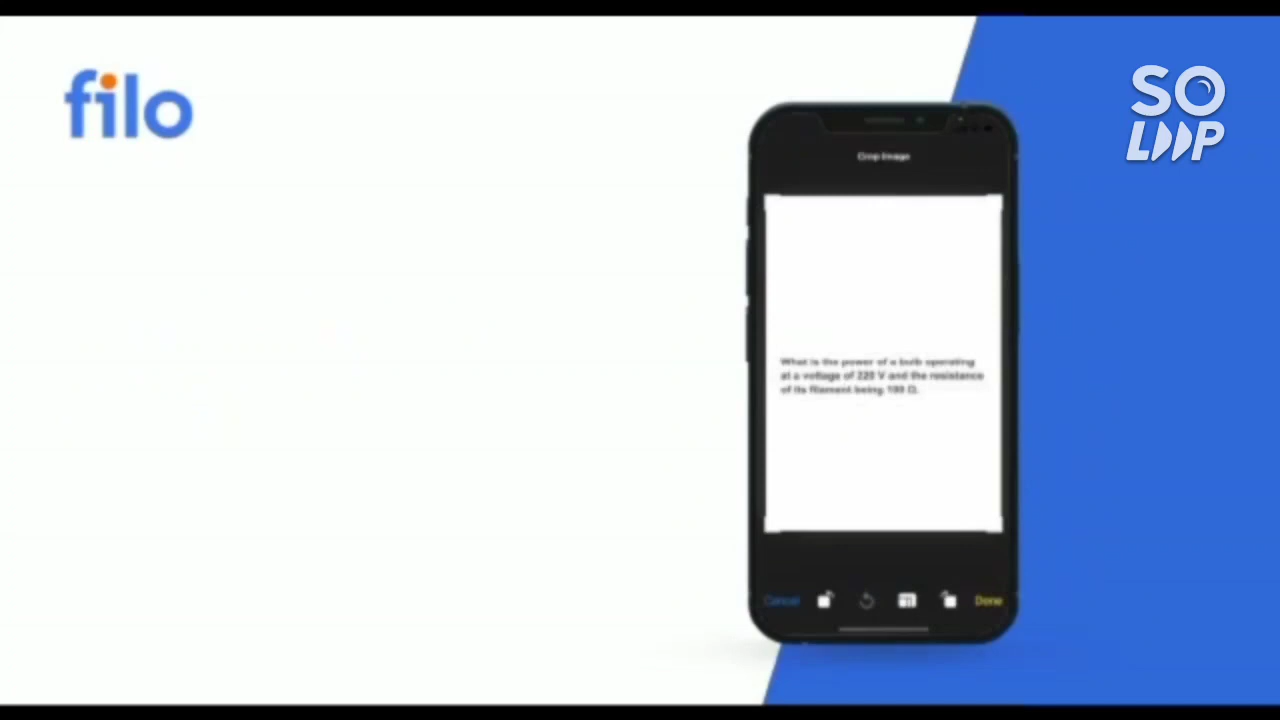 filo
SO
LOOP
Crop Image
What is the power of a bulb operating
at a voltage of 220 V and the resistance
of its filament being 100 Ω.
Cancel
Done